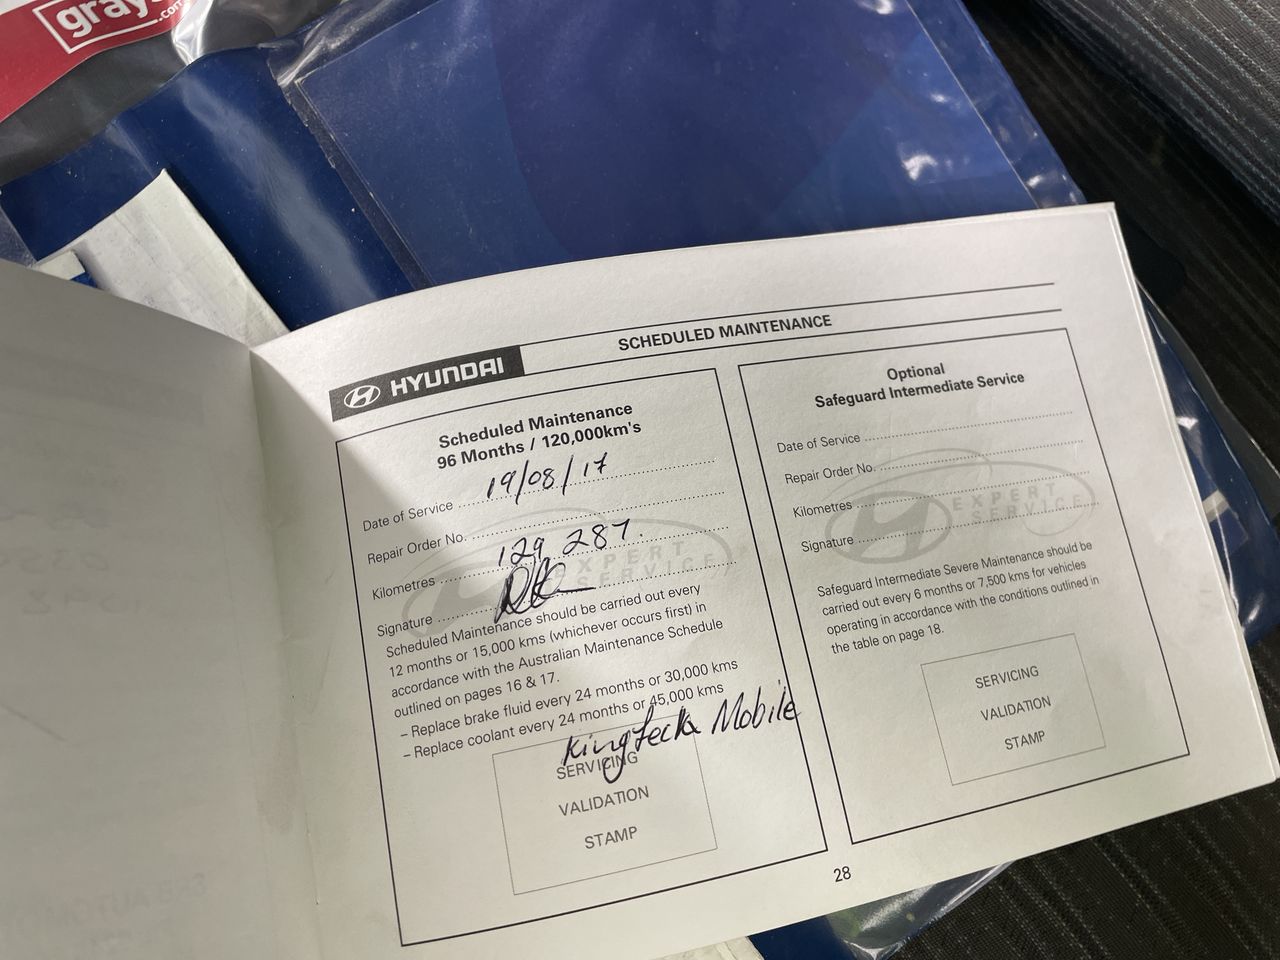 grays
.com
HYUNDAI
SCHEDULED MAINTENANCE
Scheduled Maintenance
96 Months / 120,000km's
Date of Service 19/08/17
Repair Order No.
Kilometres 129,287.
Signature
EXPERT
SERVICE
Scheduled Maintenance should be carried out every
12 months or 15,000 kms (whichever occurs first) in
accordance with the Australian Maintenance Schedule
outlined on pages 16 & 17.
– Replace brake fluid every 24 months or 30,000 kms
– Replace coolant every 24 months or 45,000 kms
Kingteck Mobile
SERVICING
VALIDATION
STAMP
Optional
Safeguard Intermediate Service
Date of Service
Repair Order No.
Kilometres
Signature
EXPERT
SERVICE
Safeguard Intermediate Severe Maintenance should be
carried out every 6 months or 7,500 kms for vehicles
operating in accordance with the conditions outlined in
the table on page 18.
SERVICING
VALIDATION
STAMP
28